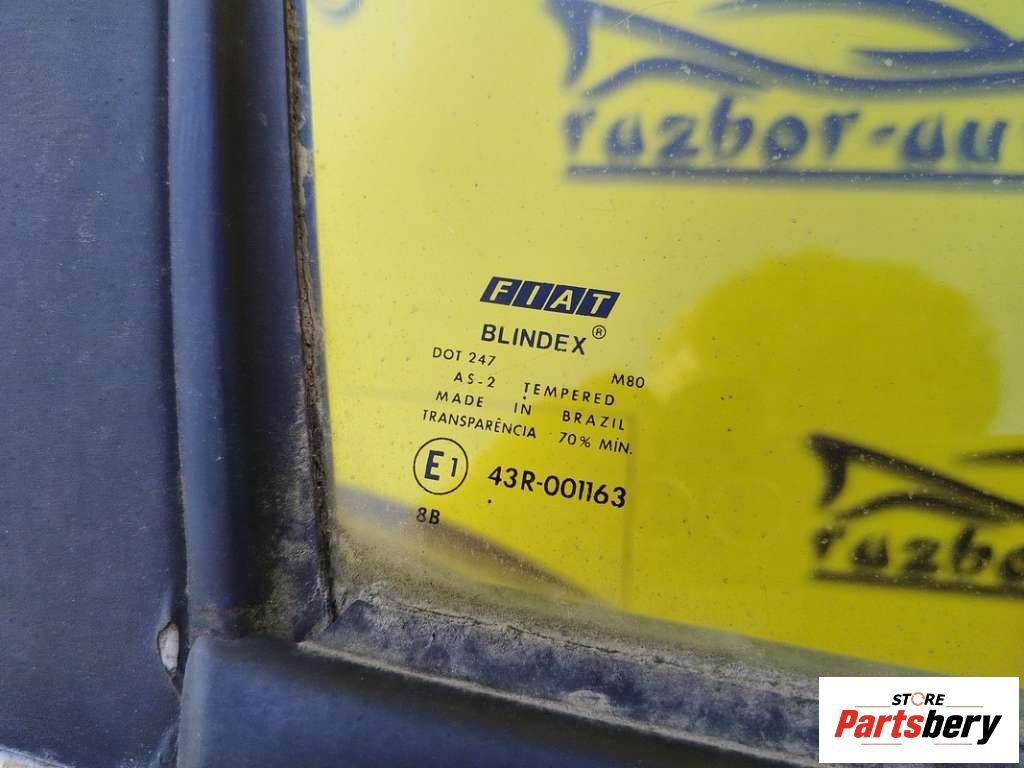 razbor-au
FIAT
BLINDEX®
DOT 247 M80
AS-2 TEMPERED
MADE IN BRAZIL
TRANSPARÊNCIA 70% MÍN.
E1 43R-001163
8B
razbo
STORE
Partsbery